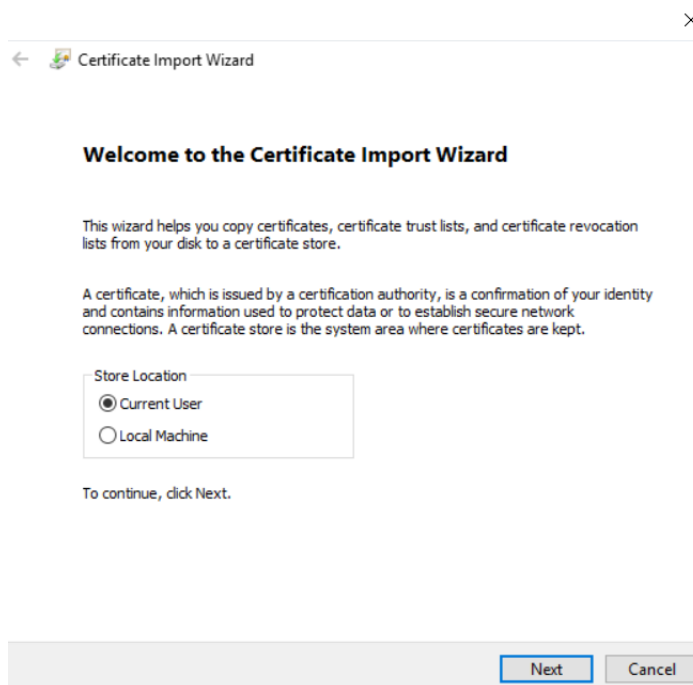 Certificate Import Wizard
Welcome to the Certificate Import Wizard
This wizard helps you copy certificates, certificate trust lists, and certificate revocation
lists from your disk to a certificate store.
A certificate, which is issued by a certification authority, is a confirmation of your identity
and contains information used to protect data or to establish secure network
connections. A certificate store is the system area where certificates are kept.
Store Location
Current User
Local Machine
To continue, click Next.
Next
Cancel